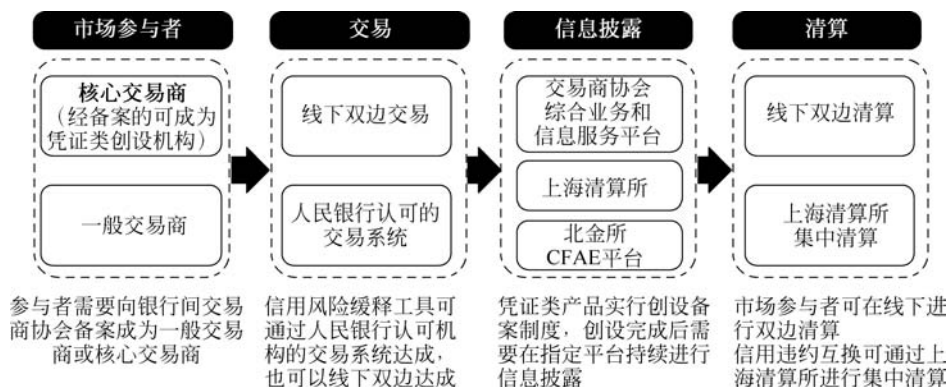 市场参与者
核心交易商
（经备案的可成为
凭证类创设机构）
一般交易商
参与者需要向银行间交易
商协会备案成为一般交易
商或核心交易商
交易
线下双边交易
人民银行认可的
交易系统
信用风险缓释工具可
通过人民银行认可机
构的交易系统达成，
也可以线下双边达成
信息披露
交易商协会
综合业务和
信息服务平台
上海清算所
北金所
CFAE平台
凭证类产品实行创设备
案制度，创设完成后需
要在指定平台持续进行
信息披露
清算
线下双边清算
上海清算所
集中清算
市场参与者可在线下进
行双边清算
信用违约互换可通过上
海清算所进行集中清算